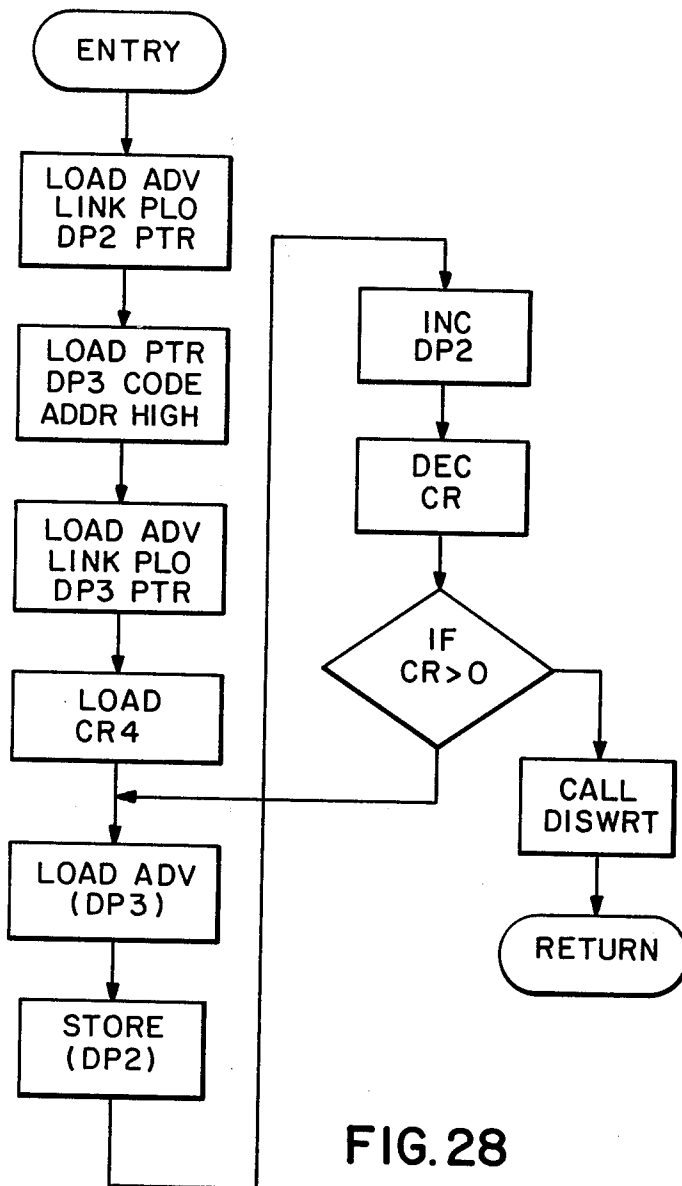 ENTRY
LOAD ADV
LINK PLO
DP2 PTR
LOAD PTR
DP3 CODE
ADDR HIGH
LOAD ADV
LINK PLO
DP3 PTR
LOAD
CR4
LOAD ADV
(DP3)
STORE
(DP2)
INC
DP2
DEC
CR
IF
CR>0
CALL
DISWRT
RETURN
FIG. 28